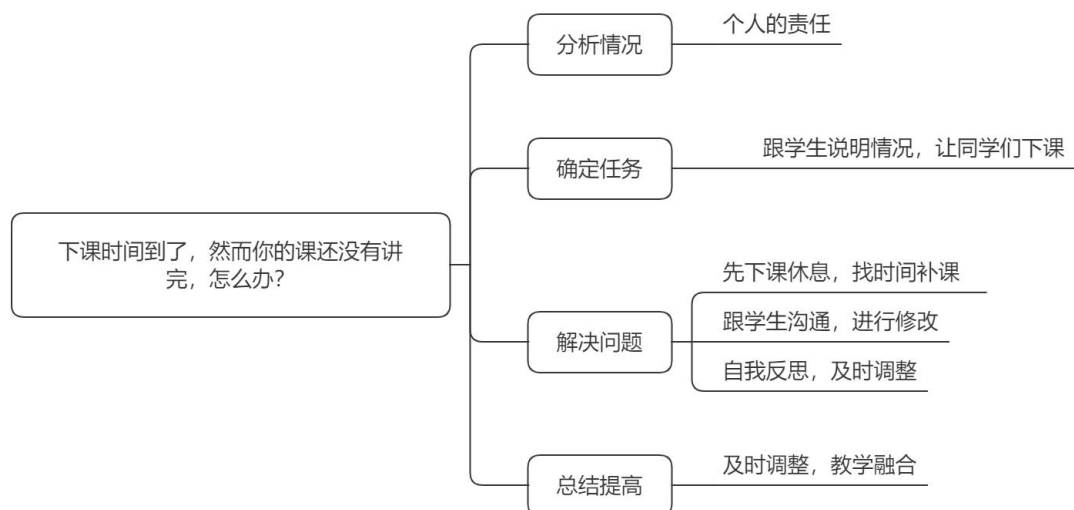 下课时间到了，然而你的课还没有讲
完，怎么办？
分析情况
个人的责任
确定任务
跟学生说明情况，让同学们下课
解决问题
先下课休息，找时间补课
跟学生沟通，进行修改
自我反思，及时调整
总结提高
及时调整，教学融合